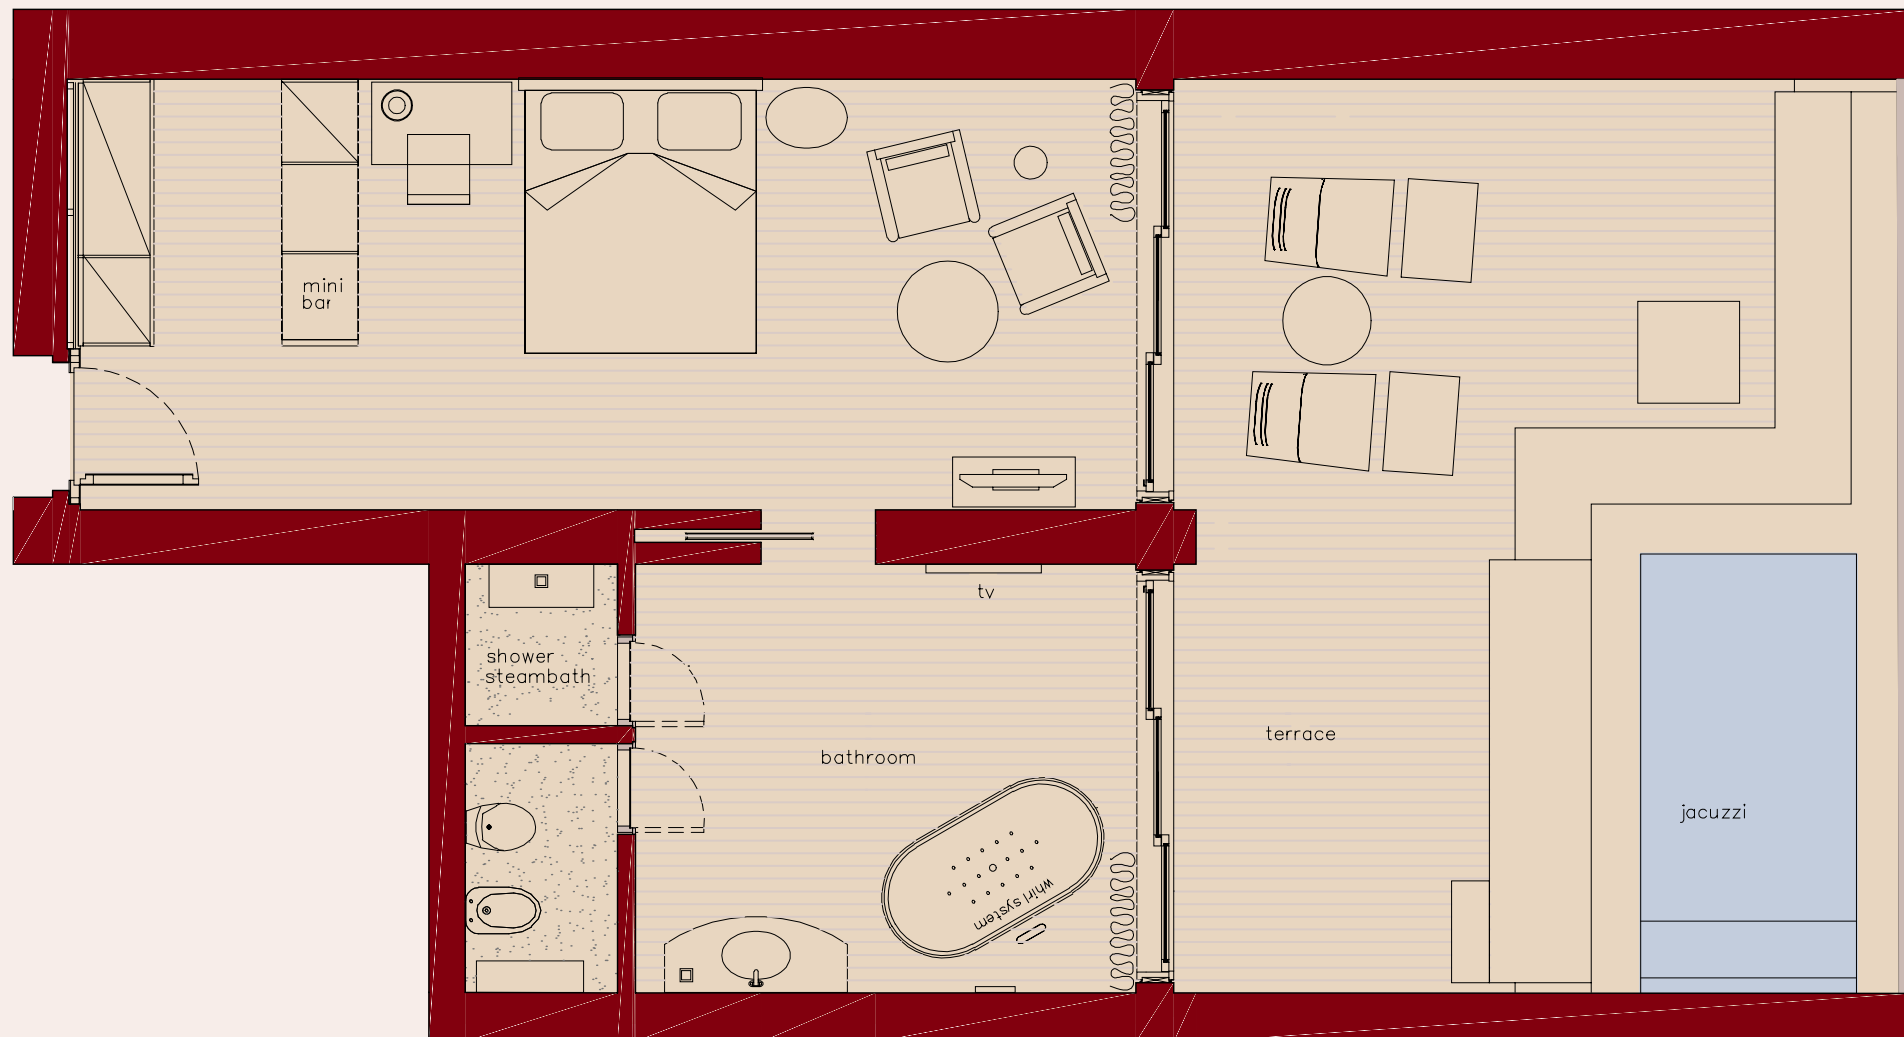 mini
bar
tv
shower
steambath
bathroom
terrace
jacuzzi
whirl system